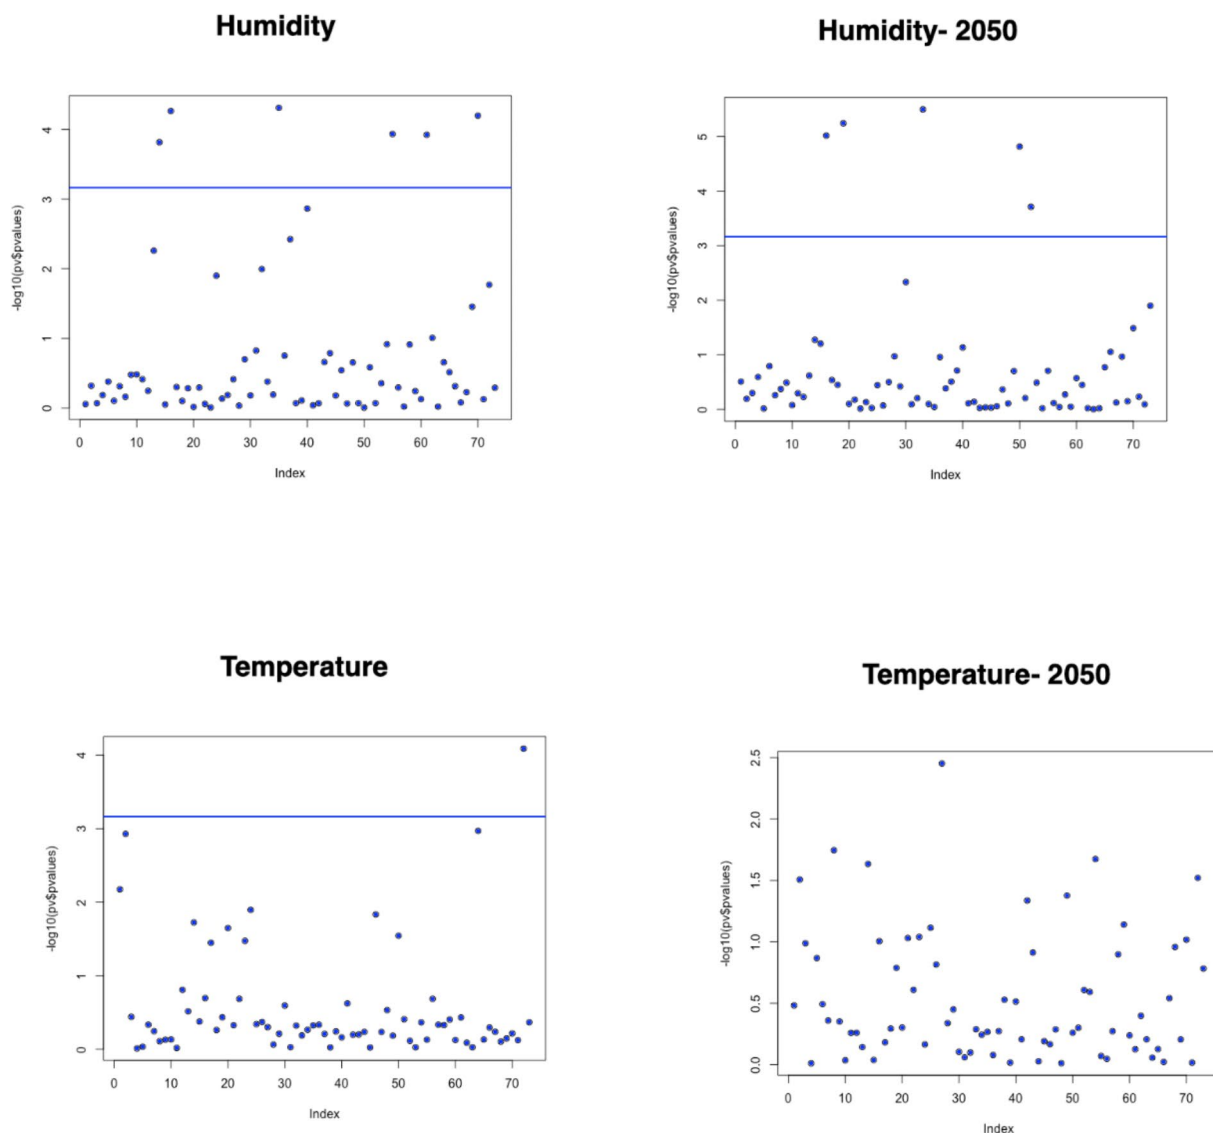 Humidity
Humidity- 2050
-log10(pv$pvalues)
4
3
2
1
0
0 10 20 30 40 50 60 70
Index
-log10(pv$pvalues)
5
4
3
2
1
0
0 10 20 30 40 50 60 70
Index
Temperature
Temperature- 2050
-log10(pv$pvalues)
4
3
2
1
0
0 10 20 30 40 50 60 70
Index
-log10(pv$pvalues)
2.5
2.0
1.5
1.0
0.5
0.0
0 10 20 30 40 50 60 70
Index